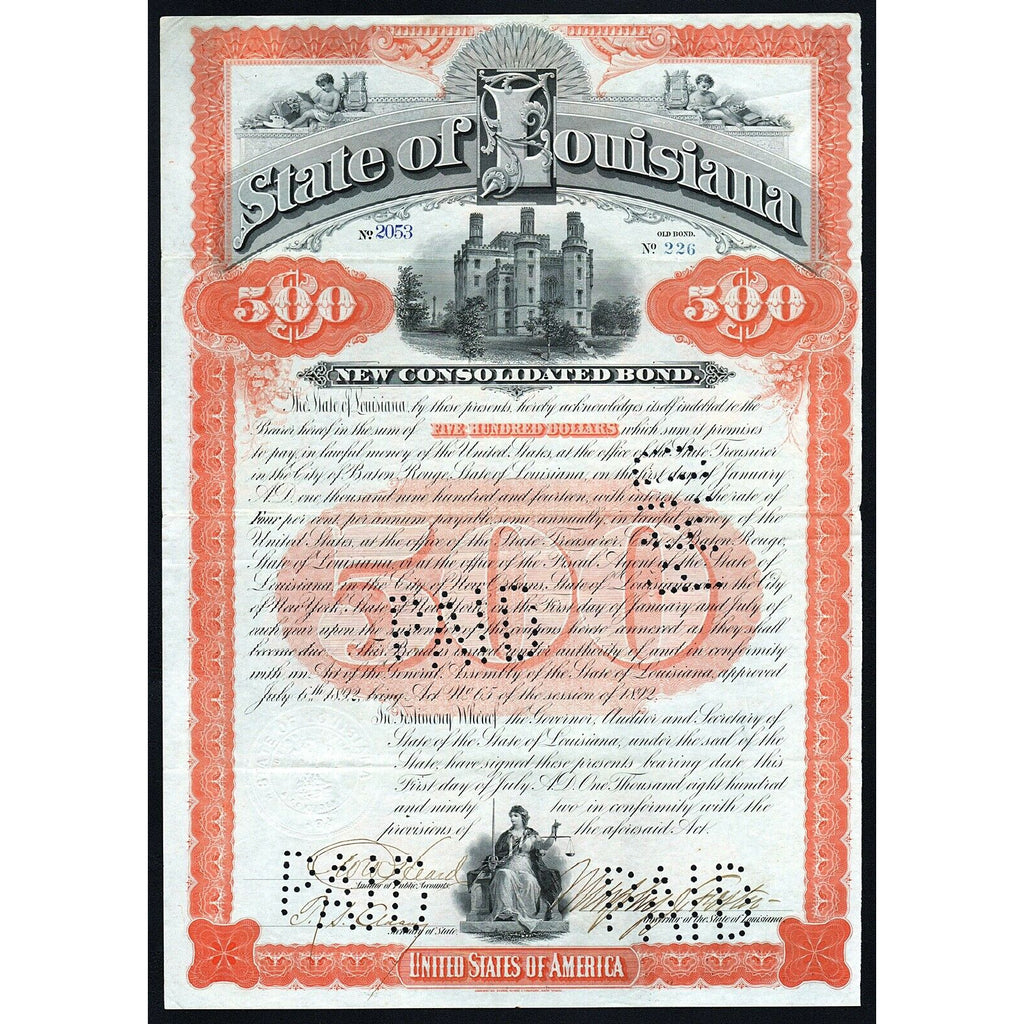 State of Louisiana
No 2053
OLD BOND.
No 226
500 500
NEW CONSOLIDATED BOND.
The State of Louisiana, by these presents, hereby acknowledges itself indebted to the
Bearer hereof in the sum of FIVE HUNDRED DOLLARS which sum it promises
to pay, in lawful money of the United States, at the office of the State Treasurer
in the City of Baton Rouge, State of Louisiana, on the first day of January
A.D. one thousand nine hundred and fourteen, with interest at the rate of
Four per cent. per annum payable semi annually, in lawful money of the
United States, at the office of the State Treasurer, City of Baton Rouge,
State of Louisiana or at the office of the Fiscal Agent of the State of
Louisiana in the City of New Orleans, State of Louisiana or in the City
of New York, State of New York on the First day of January and July of
each year upon the surrender of the coupons hereto annexed as they shall
become due. This Bond is issued under authority of, and in conformity
with an Act of the General Assembly of the State of Louisiana, approved
July 6th 1892, being Act No 65 of the session of 1892.
In Testimony Whereof the Governor, Auditor and Secretary of
State of the State of Louisiana, under the seal of the
State, have signed these presents bearing date this
First day of July A.D. One Thousand eight hundred
and ninety two in conformity with the
provisions of the aforesaid Act.
500
PAID
PAID
PAID
PAID
Auditor of Public Accounts.
Governor of the State of Louisiana.
Secretary of State.
UNITED STATES OF AMERICA